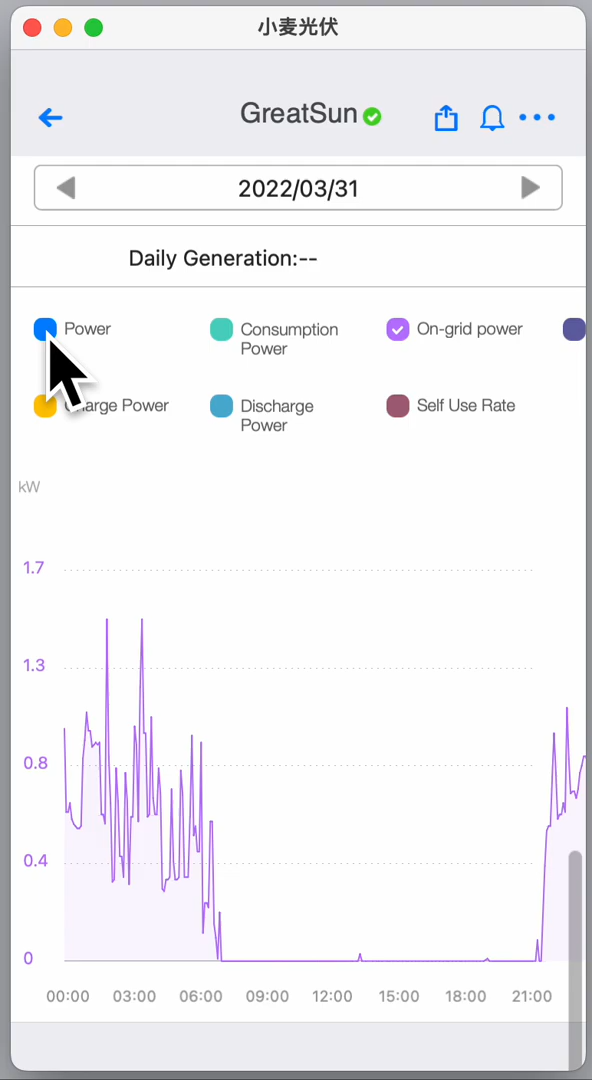 小麦光伏
GreatSun
2022/03/31
Daily Generation:--
Power
Consumption
Power
On-grid power
Charge Power
Discharge
Power
Self Use Rate
kW
1.7
1.3
0.8
0.4
0
00:00 03:00 06:00 09:00 12:00 15:00 18:00 21:00